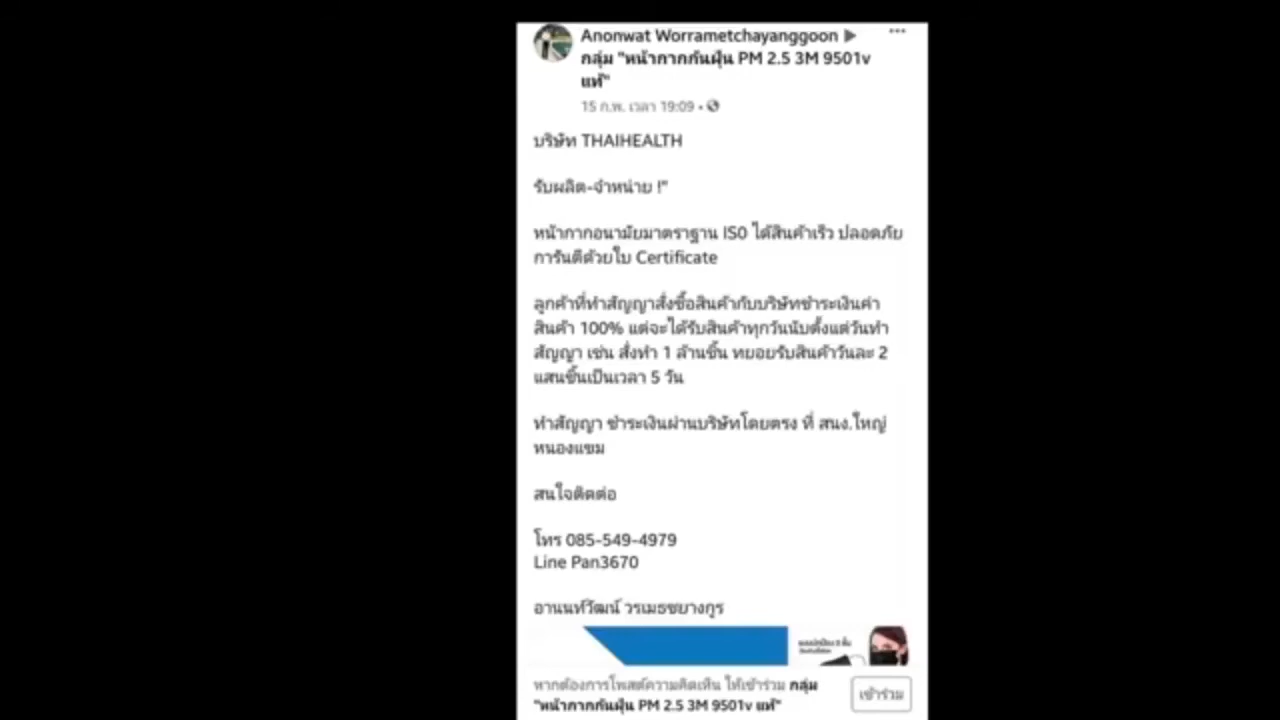 Anonwat Worrametchayanggoon ▶
กลุ่ม "หน้ากากกันฝุ่น PM 2.5 3M 9501v
แท้"
15 ก.พ. เวลา 19:09 •
บริษัท THAIHEALTH
รับผลิต-จำหน่าย !"
หน้ากากอนามัยมาตราฐาน IS0 ได้สินค้าเร็ว ปลอดภัย
การันตีด้วยใบ Certificate
ลูกค้าที่ทำสัญญาสั่งซื้อสินค้ากับบริษัทชำระเงินค่า
สินค้า 100% แต่จะได้รับสินค้าทุกวันนับตั้งแต่วันทำ
สัญญา เช่น สั่งทำ 1 ล้านชิ้น ทยอยรับสินค้าวันละ 2
แสนชิ้นเป็นเวลา 5 วัน
ทำสัญญา ชำระเงินผ่านบริษัทโดยตรง ที่ สนง.ใหญ่
หนองแขม
สนใจติดต่อ
โทร 085-549-4979
Line Pan3670
อานนท์วัฒน์ วรเมธชยางกูร
หากต้องการโพสต์ความคิดเห็น ให้เข้าร่วม กลุ่ม
"หน้ากากกันฝุ่น PM 2.5 3M 9501v แท้"
เข้าร่วม